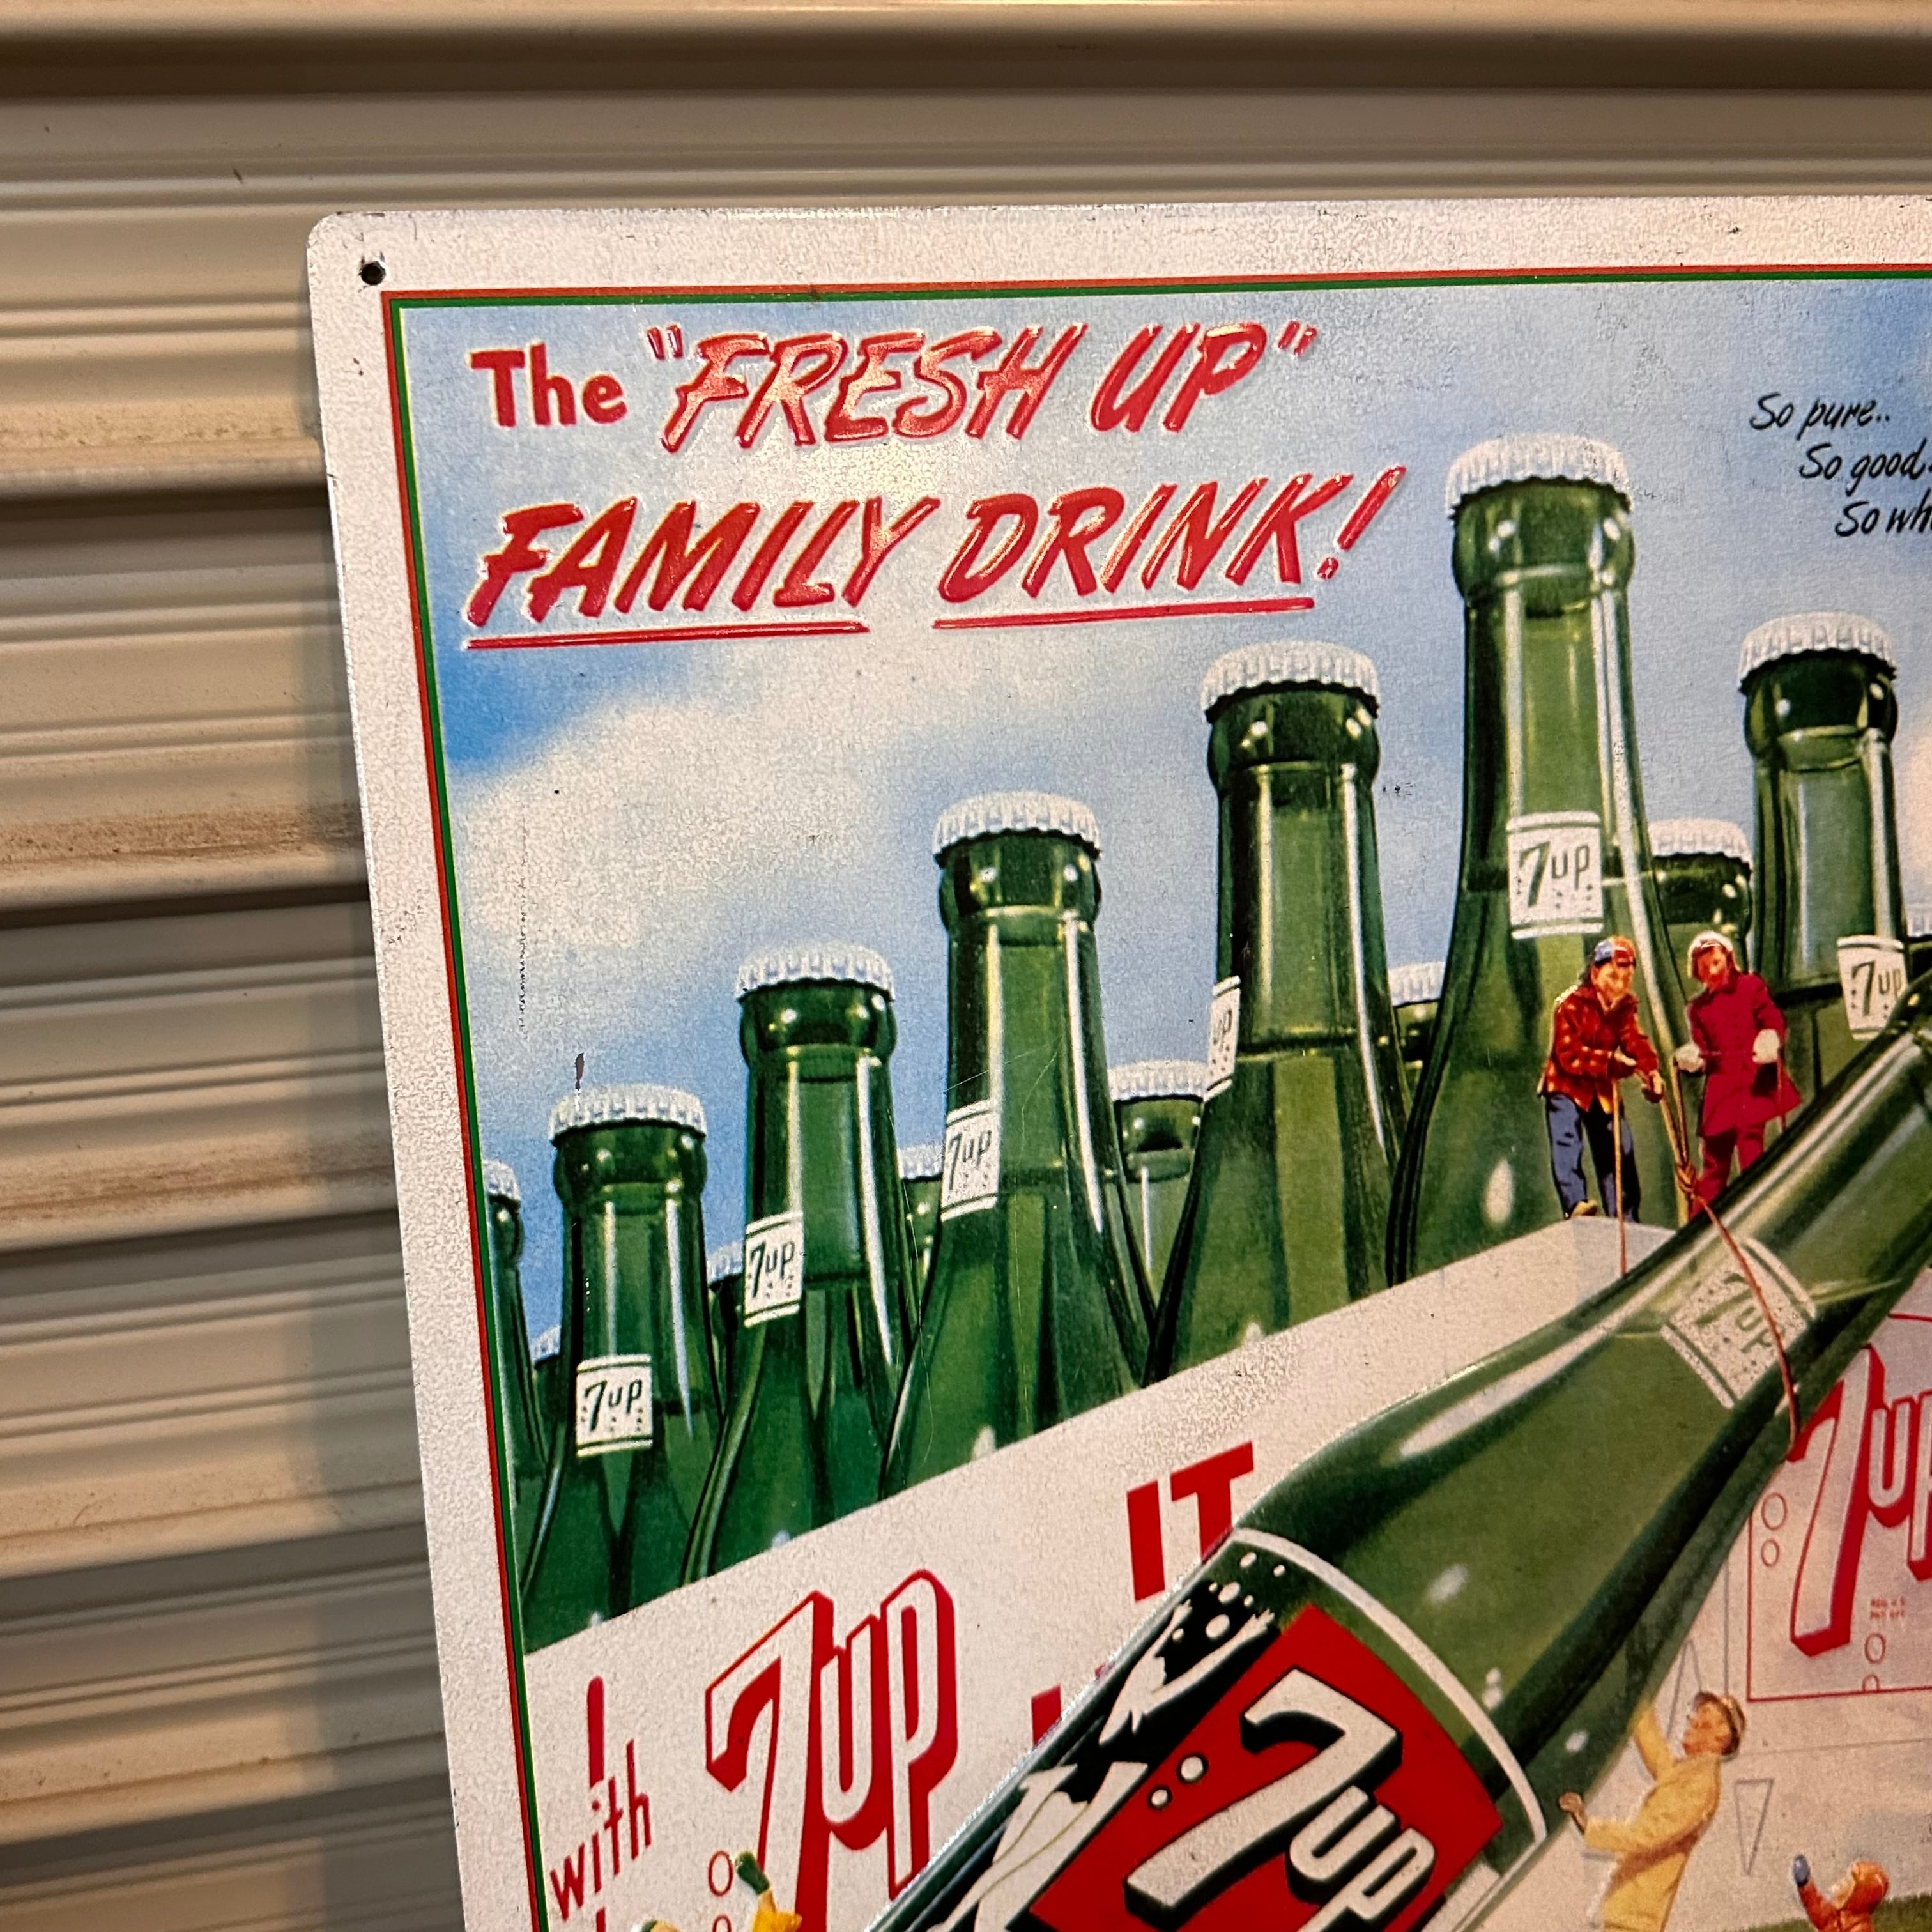 The "FRESH UP"
FAMILY DRINK!
So pure..
So good
7up
7up
7up
7up
7up
7up
7up
IT
7up
7up
7up
with